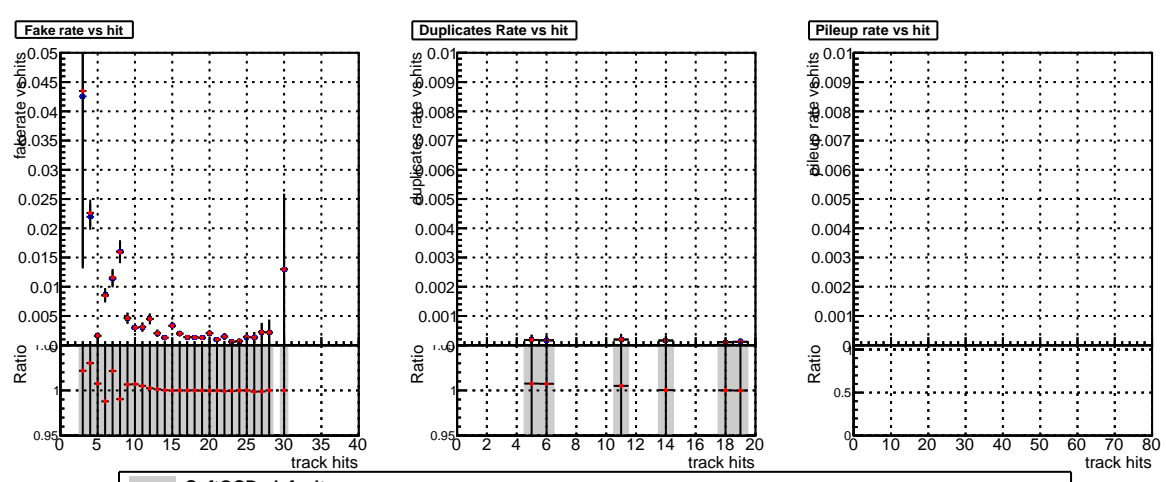 Fake rate vs hit
Duplicates Rate vs hit
Pileup rate vs hit
0.05
0.045
0.04
0.035
0.03
0.025
0.02
0.015
0.01
0.005
fakerate vs hits
0.01
0.009
0.008
0.007
0.006
0.005
0.004
0.003
0.002
0.001
duplicates rate vs hits
0.01
0.009
0.008
0.007
0.006
0.005
0.004
0.003
0.002
0.001
0
pileup rate vs hits
Ratio
1
0.95
0 5 10 15 20 25 30 35 40
track hits
Ratio
1
0.95
0 2 4 6 8 10 12 14 16 18 20
track hits
Ratio
1
0.5
0
10 20 30 40 50 60 70 80
track hits